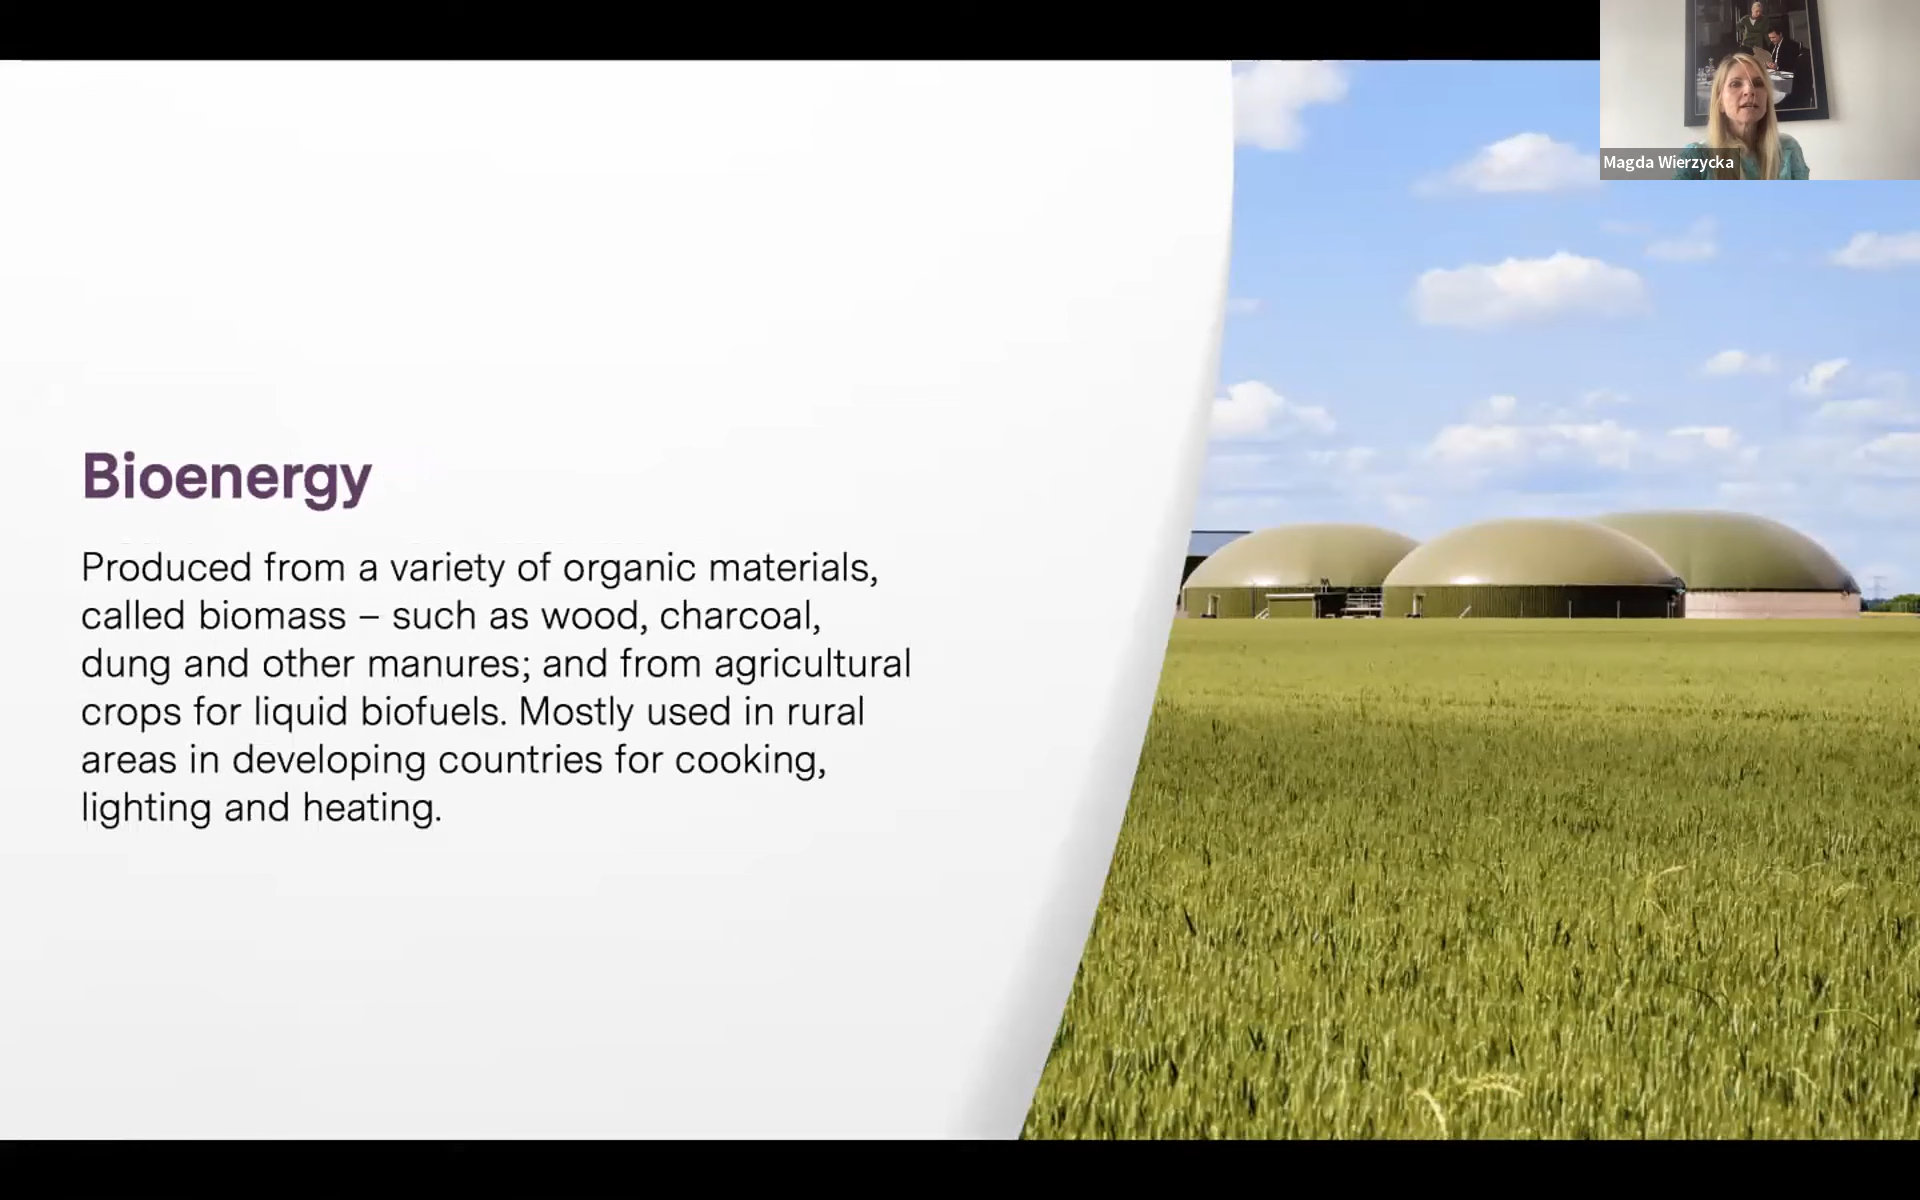 Magda Wierzycka
Bioenergy
Produced from a variety of organic materials,
called biomass – such as wood, charcoal,
dung and other manures; and from agricultural
crops for liquid biofuels. Mostly used in rural
areas in developing countries for cooking,
lighting and heating.